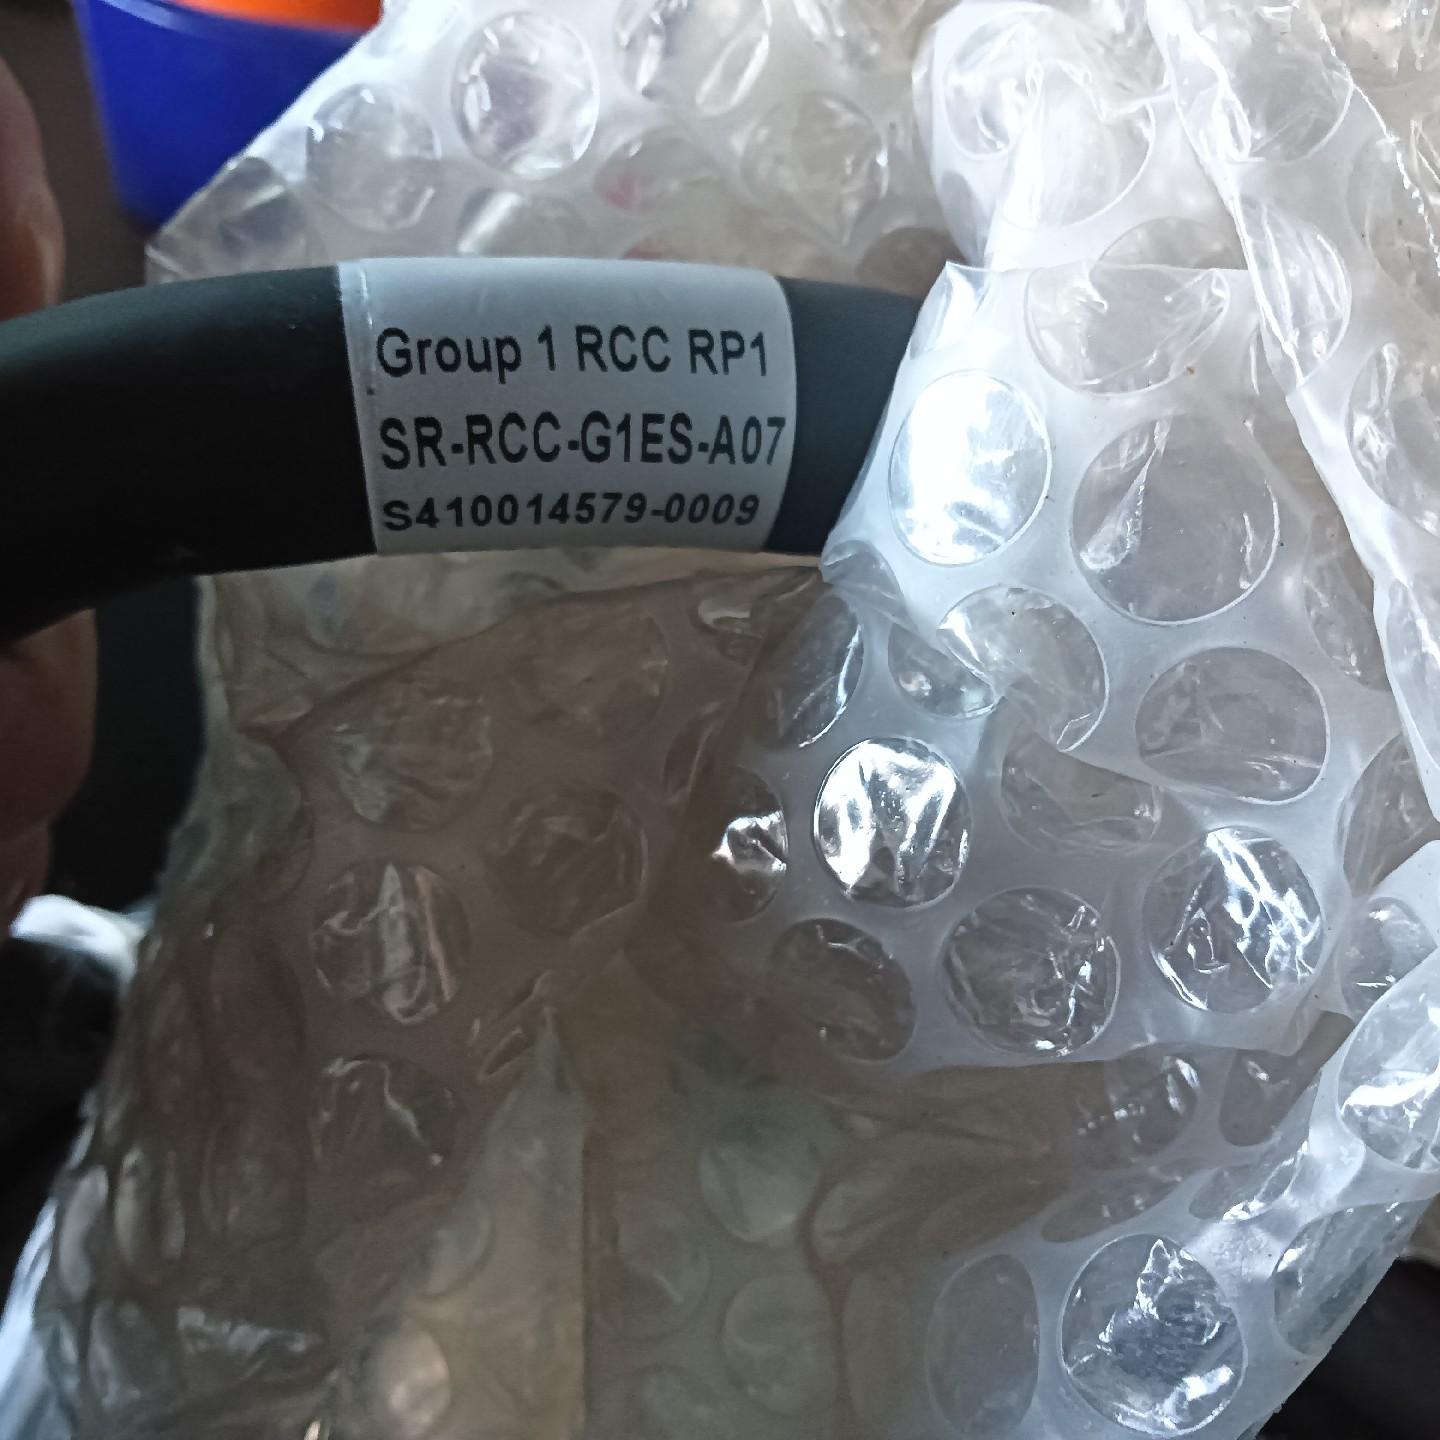 Group 1 RCC RP1
SR-RCC-G1ES-A07
S410014579-0009